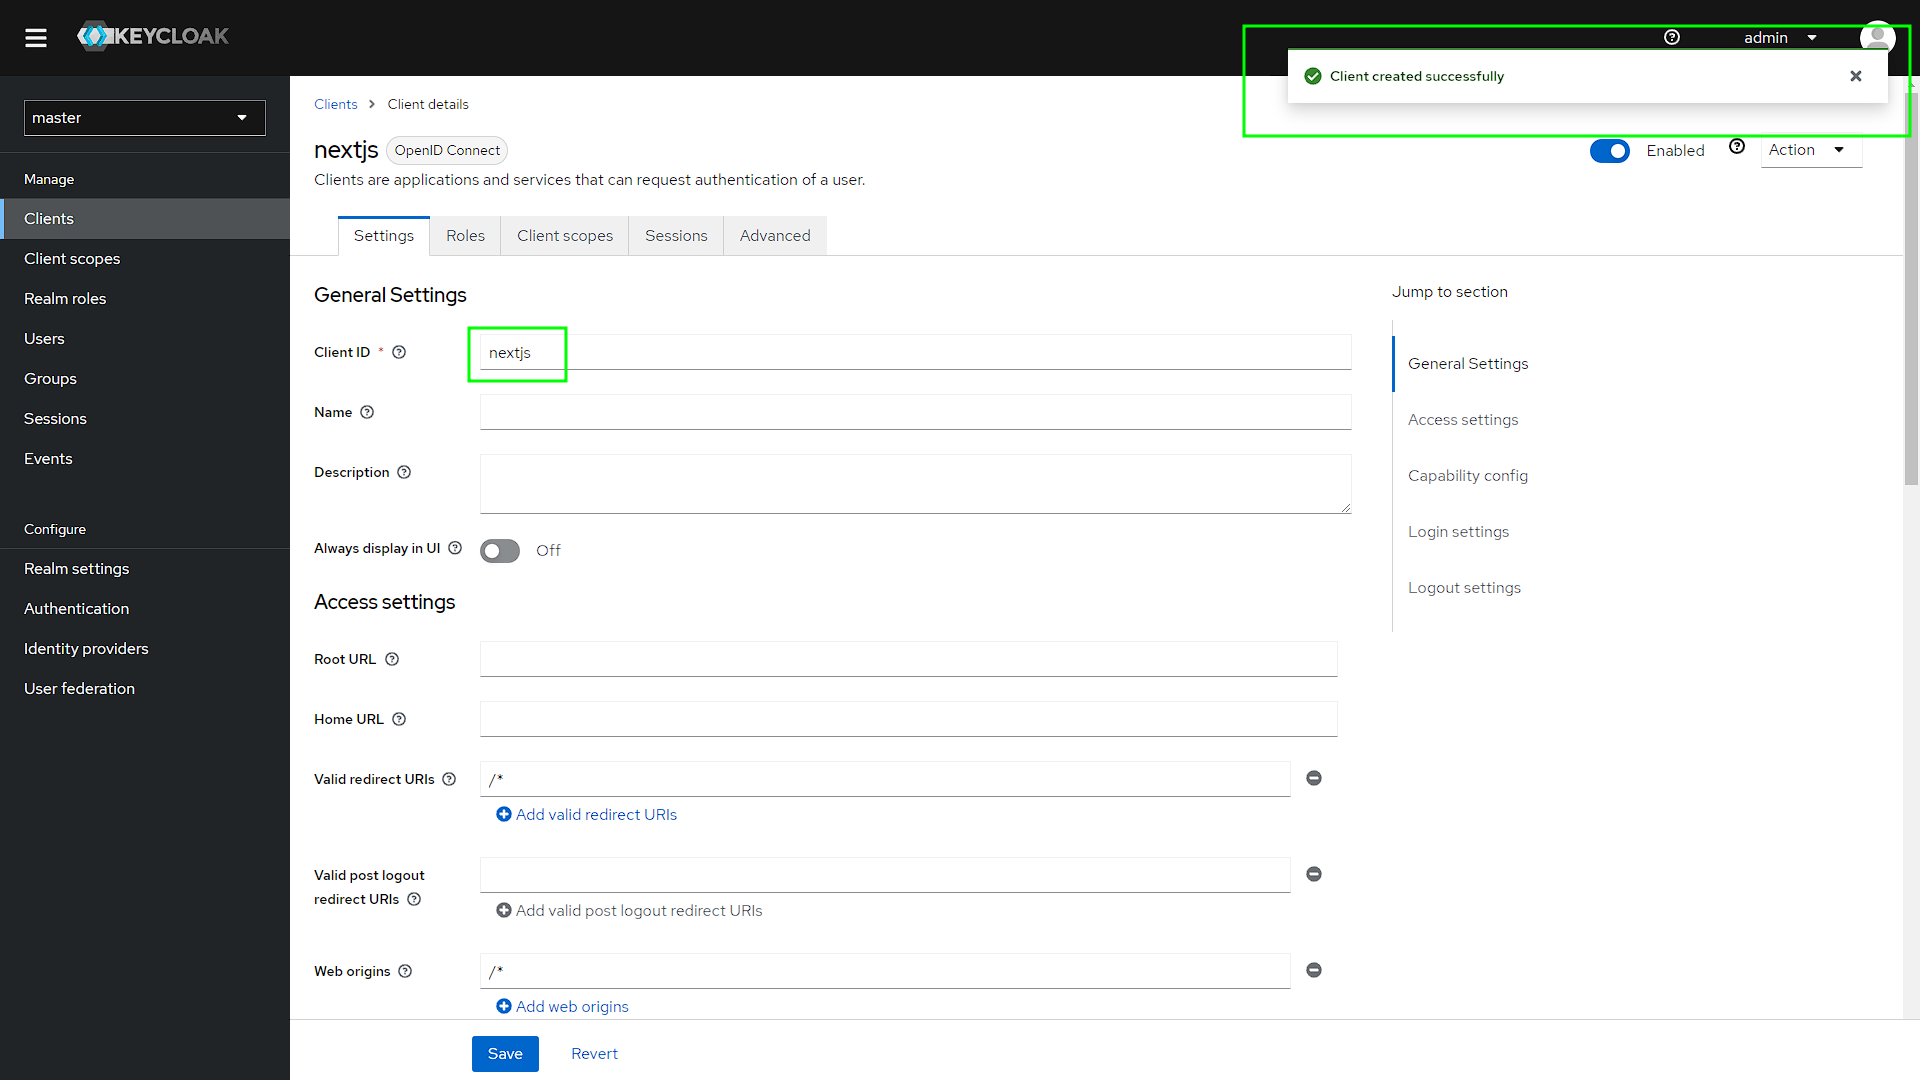 KEYCLOAK
admin
Client created successfully
master
Manage
Clients
Client scopes
Realm roles
Users
Groups
Sessions
Events
Configure
Realm settings
Authentication
Identity providers
User federation
Clients > Client details
nextjs OpenID Connect
Enabled
Action
Clients are applications and services that can request authentication of a user.
Settings Roles Client scopes Sessions Advanced
General Settings
Client ID * nextjs
Name
Description
Always display in UI Off
Access settings
Root URL
Home URL
Valid redirect URIs /*
Add valid redirect URIs
Valid post logout
redirect URIs
Add valid post logout redirect URIs
Web origins /*
Add web origins
Save Revert
Jump to section
General Settings
Access settings
Capability config
Login settings
Logout settings